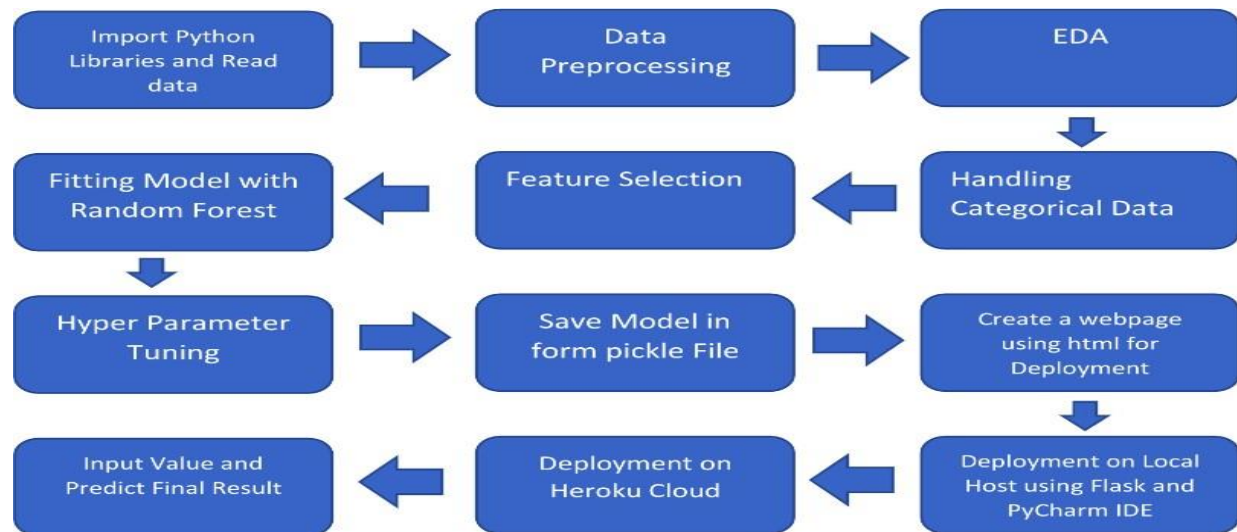 Import Python
Libraries and Read
data
Data
Preprocessing
EDA
Handling
Categorical Data
Feature Selection
Fitting Model with
Random Forest
Hyper Parameter
Tuning
Save Model in
form pickle File
Create a webpage
using html for
Deployment
Deployment on Local
Host using Flask and
PyCharm IDE
Deployment on
Heroku Cloud
Input Value and
Predict Final Result